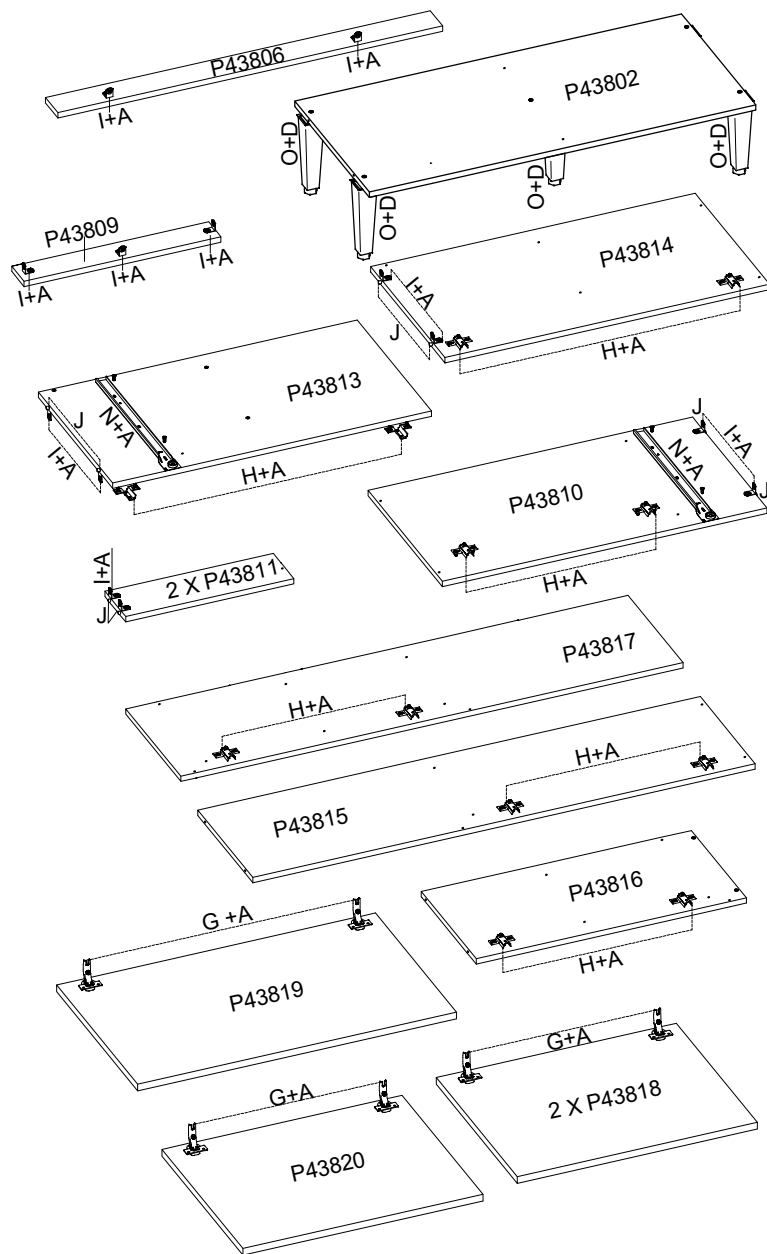 P43806
I+A
I+A
P43802
O+D
O+D
O+D
O+D
P43809
I+A
I+A
I+A
P43814
I+A
J
H+A
P43813
N+A
J
I+A
H+A
J
I+A
N+A
J
P43810
H+A
I+A
2 X P43811
J
P43817
H+A
H+A
P43815
P43816
H+A
G +A
P43819
G+A
2 X P43818
G+A
P43820